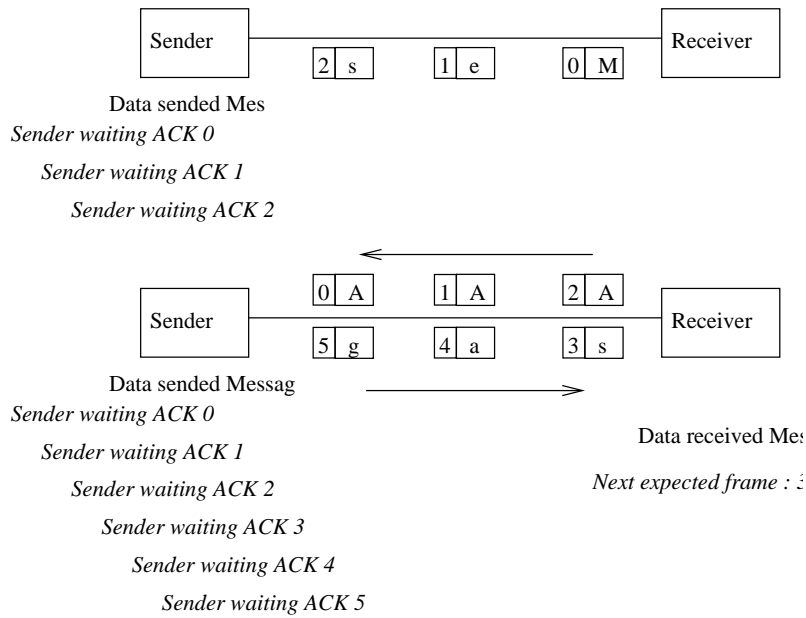 Sender
Receiver
2 s 1 e 0 M
Data sended Mes
Sender waiting ACK 0
Sender waiting ACK 1
Sender waiting ACK 2
0 A 1 A 2 A
Sender
Receiver
5 g 4 a 3 s
Data sended Messag
Sender waiting ACK 0
Data received Mes
Sender waiting ACK 1
Sender waiting ACK 2
Next expected frame : 3
Sender waiting ACK 3
Sender waiting ACK 4
Sender waiting ACK 5